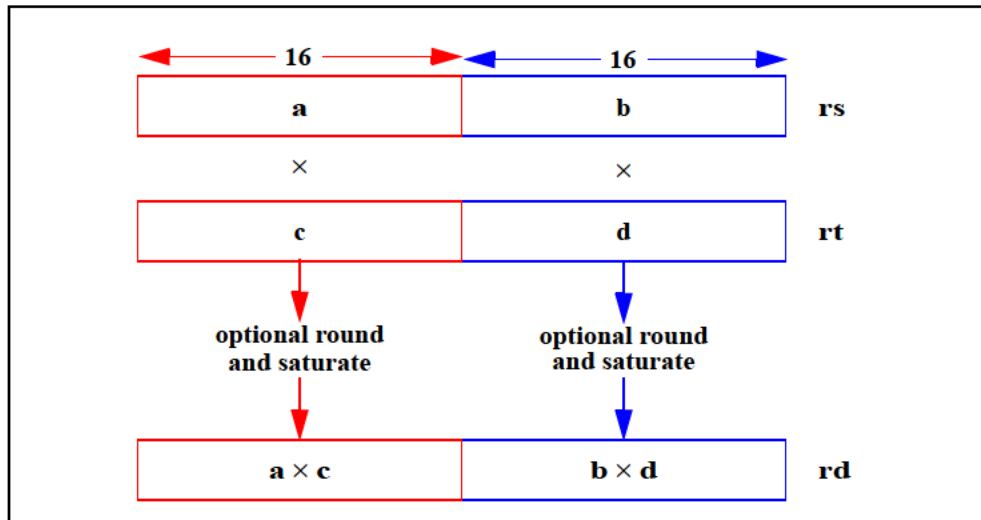 16 16
a b rs
× ×
c d rt
optional round optional round
and saturate and saturate
a × c b × d rd